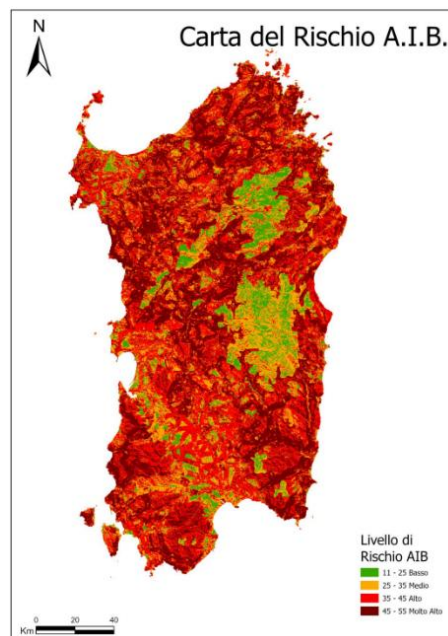 N
Carta del Rischio A.I.B.
Livello di
Rischio AIB
11 - 25 Basso
25 - 35 Medio
35 - 45 Alto
45 - 55 Molto Alto
Km
0 20 40